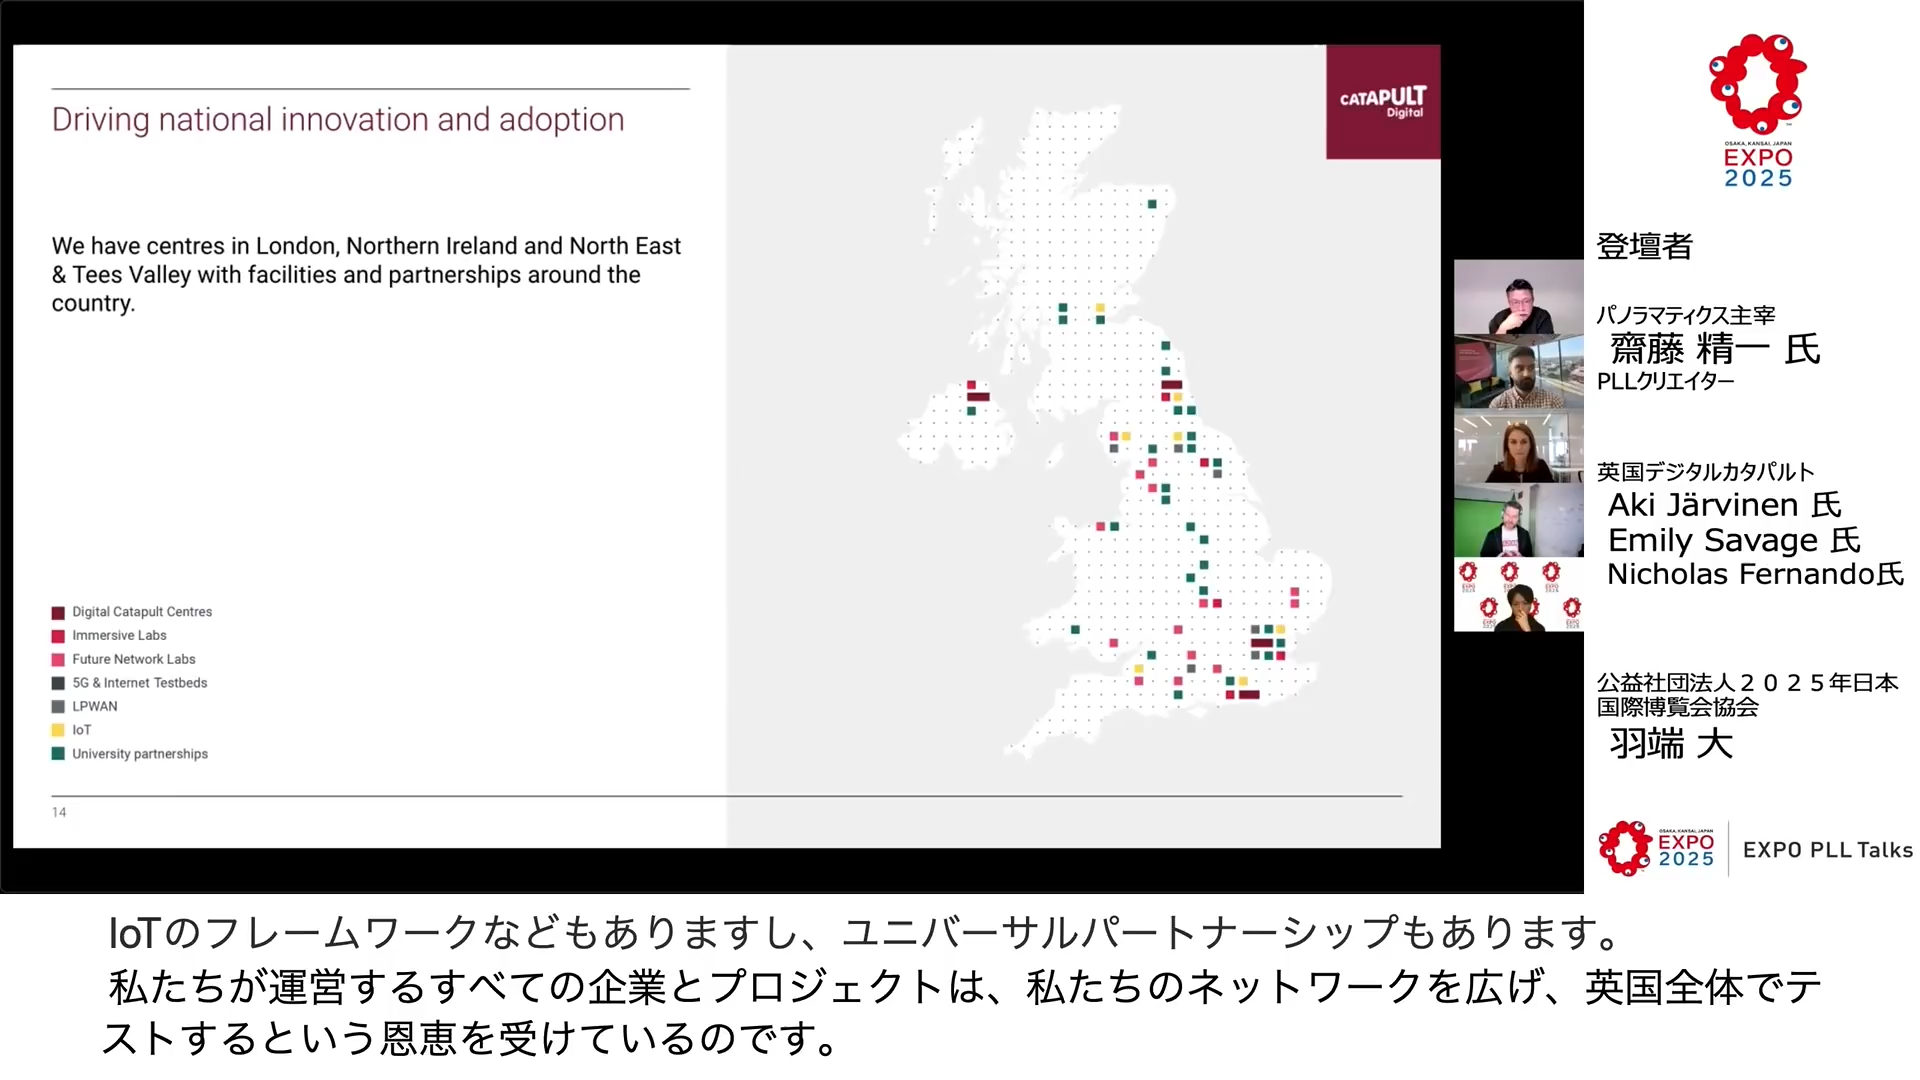 Driving national innovation and adoption
We have centres in London, Northern Ireland and North East
& Tees Valley with facilities and partnerships around the
country.
Digital Catapult Centres
Immersive Labs
Future Network Labs
5G & Internet Testbeds
LPWAN
IoT
University partnerships
14
CATAPULT
Digital
OSAKA, KANSAI, JAPAN
EXPO
2025
登壇者
パノラマティクス主宰
齋藤 精一 氏
PLLクリエイター
英国デジタルカタパルト
Aki Järvinen 氏
Emily Savage 氏
Nicholas Fernando氏
公益社団法人２０２５年日本
国際博覧会協会
羽端 大
OSAKA, KANSAI, JAPAN
EXPO
2025
EXPO PLL Talks
IoTのフレームワークなどもありますし、ユニバーサルパートナーシップもあります。
私たちが運営するすべての企業とプロジェクトは、私たちのネットワークを広げ、英国全体でテ
ストするという恩恵を受けているのです。